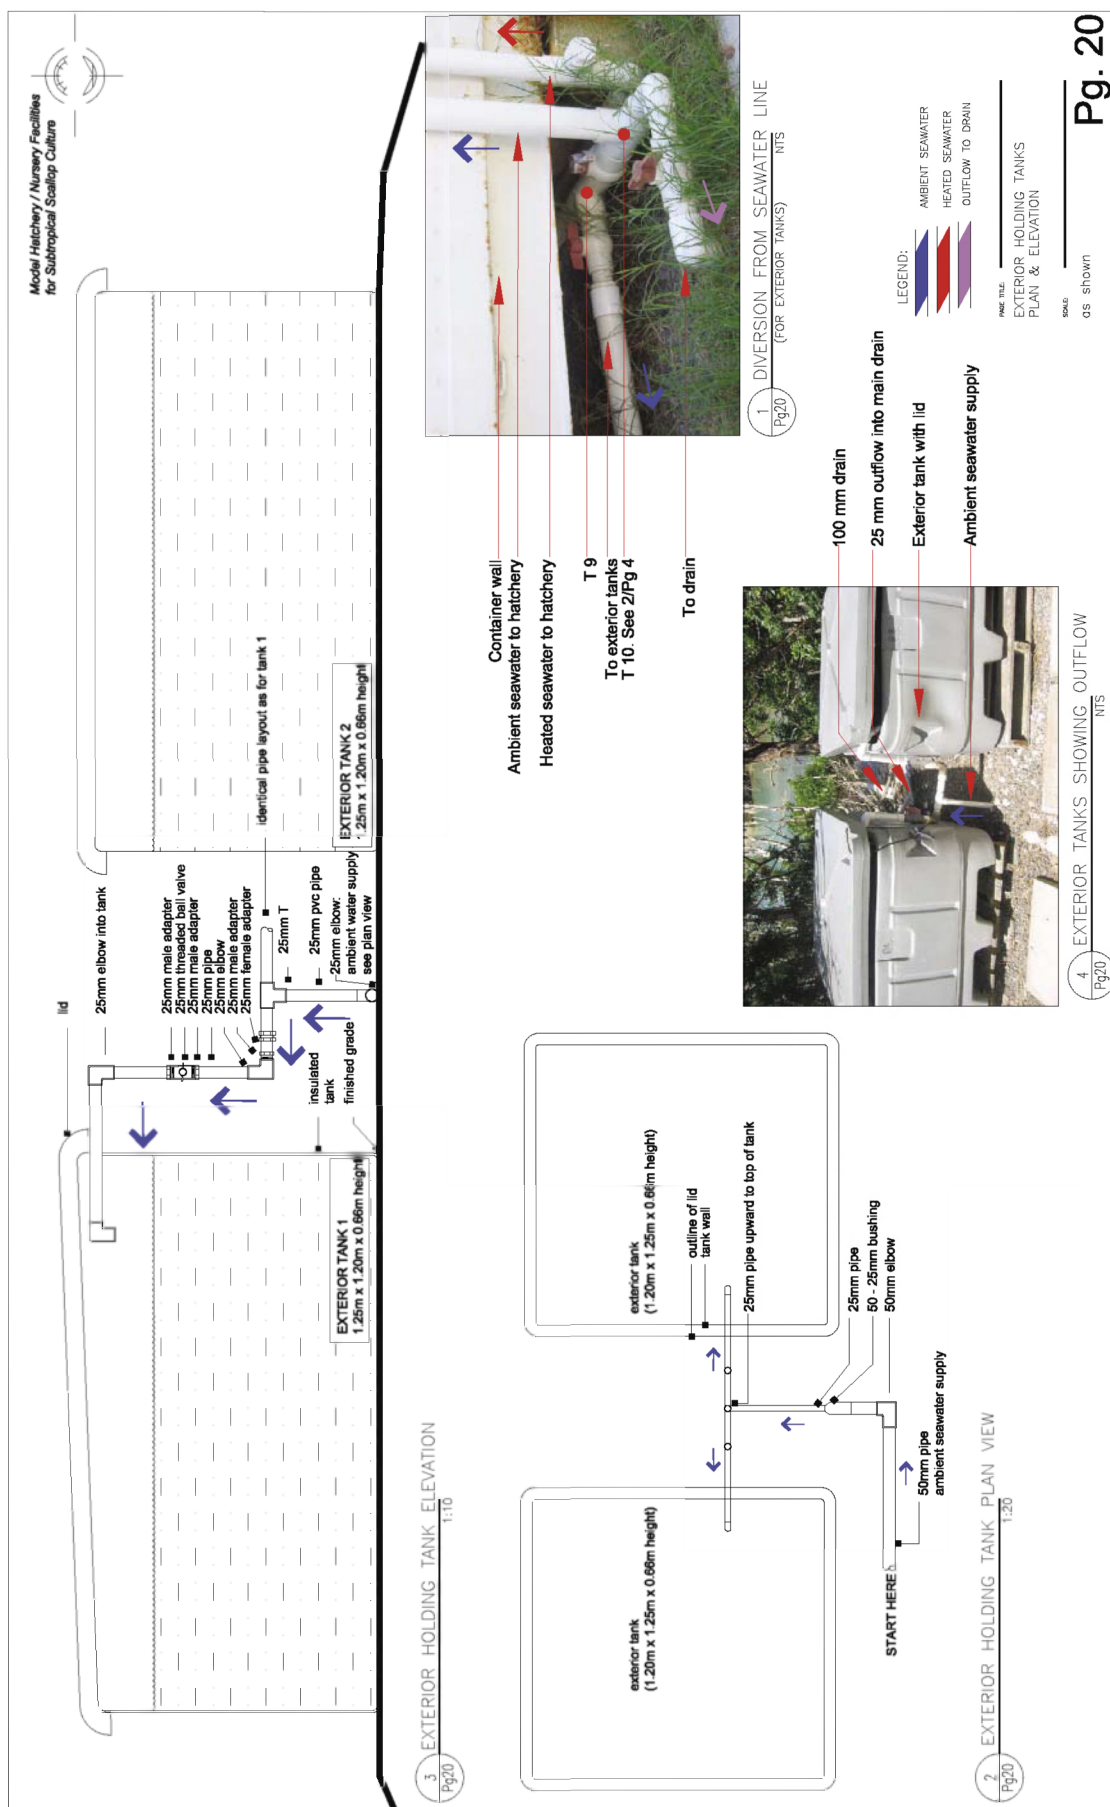 Model Hatchery / Nursery Facilities
for Subtropical Scallop Culture
lid
25mm elbow into tank
25mm male adapter
25mm threaded ball valve
25mm male adapter
25mm pipe
25mm elbow
25mm male adapter
25mm female adapter
identical pipe layout as for tank 1
25mm T
25mm pvc pipe
25mm elbow:
ambient water supply
see plan view
insulated
tank
finished grade
EXTERIOR TANK 1
1.25m x 1.20m x 0.66m height
EXTERIOR TANK 2
1.25m x 1.20m x 0.66m height
3
Pg20
EXTERIOR HOLDING TANK ELEVATION
1:10
Container wall
Ambient seawater to hatchery
Heated seawater to hatchery
T 9
To exterior tanks
T 10. See 2/Pg 4
To drain
1
Pg20
DIVERSION FROM SEAWATER LINE
(FOR EXTERIOR TANKS)
NTS
exterior tank
(1.20m x 1.25m x 0.66m height)
exterior tank
(1.20m x 1.25m x 0.66m height)
outline of lid
tank wall
25mm pipe upward to top of tank
25mm pipe
50 - 25mm bushing
50mm elbow
50mm pipe
ambient seawater supply
START HERE
2
Pg20
EXTERIOR HOLDING TANK PLAN VIEW
1:20
100 mm drain
25 mm outflow into main drain
Exterior tank with lid
Ambient seawater supply
4
Pg20
EXTERIOR TANKS SHOWING OUTFLOW
NTS
LEGEND:
AMBIENT SEAWATER
HEATED SEAWATER
OUTFLOW TO DRAIN
PAGE TITLE:
EXTERIOR HOLDING TANKS
PLAN & ELEVATION
SCALE:
as shown
Pg. 20